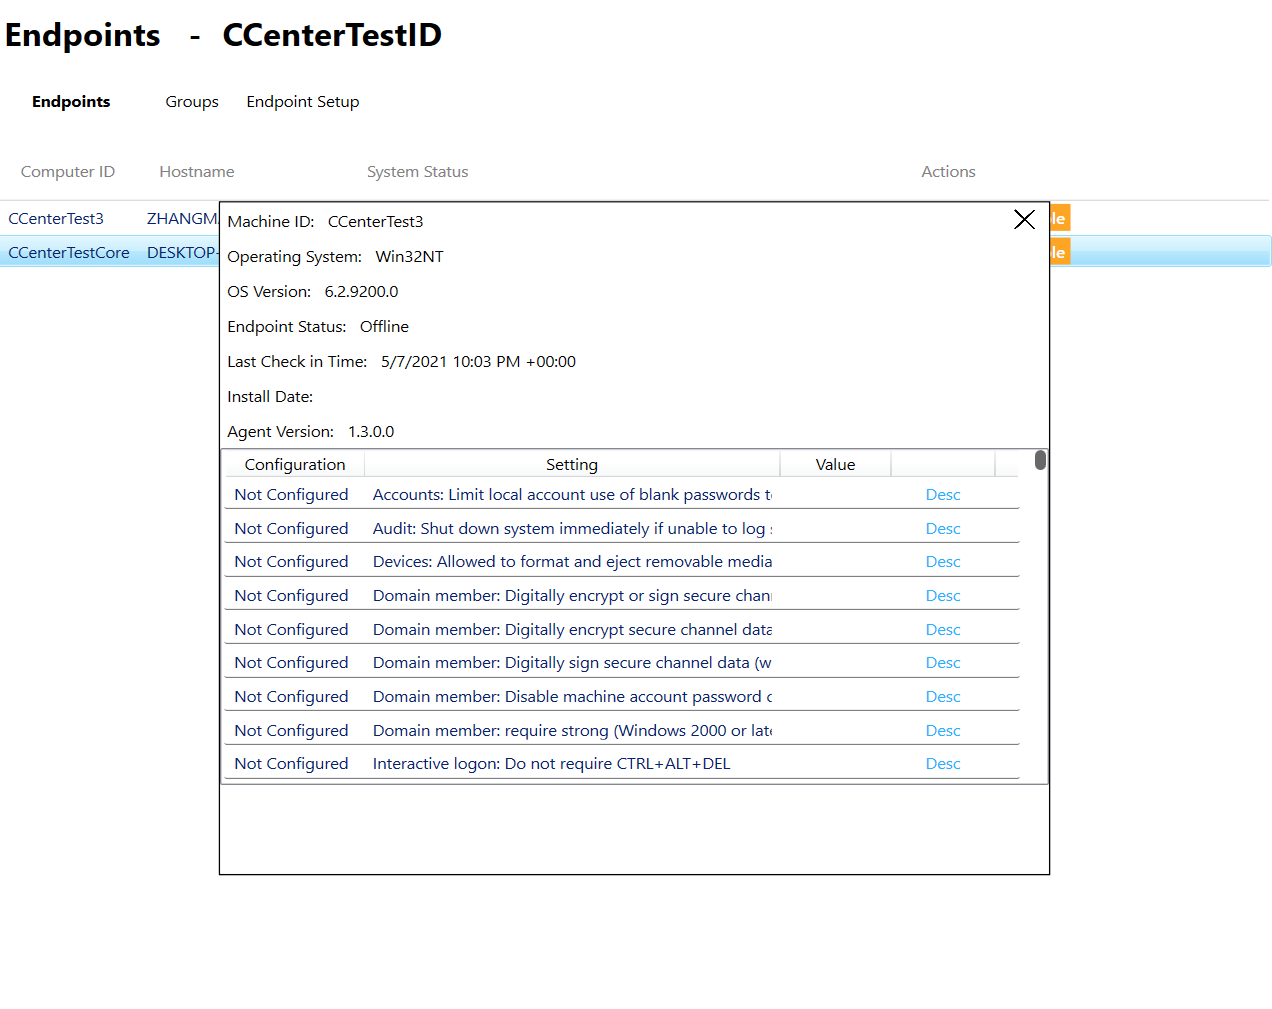 Endpoints - CCenterTestID
Endpoints Groups Endpoint Setup
Computer ID Hostname System Status Actions
CCenterTest3
CCenterTestCore
Machine ID: CCenterTest3
Operating System: Win32NT
OS Version: 6.2.9200.0
Endpoint Status: Offline
Last Check in Time: 5/7/2021 10:03 PM +00:00
Install Date:
Agent Version: 1.3.0.0
Configuration Setting Value
Not Configured Accounts: Limit local account use of blank passwords Desc
Not Configured Audit: Shut down system immediately if unable to log Desc
Not Configured Devices: Allowed to format and eject removable media Desc
Not Configured Domain member: Digitally encrypt or sign secure Desc
Not Configured Domain member: Digitally encrypt secure channel data Desc
Not Configured Domain member: Digitally sign secure channel data Desc
Not Configured Domain member: Disable machine account password Desc
Not Configured Domain member: require strong (Windows 2000 or Desc
Not Configured Interactive logon: Do not require CTRL+ALT+DEL Desc